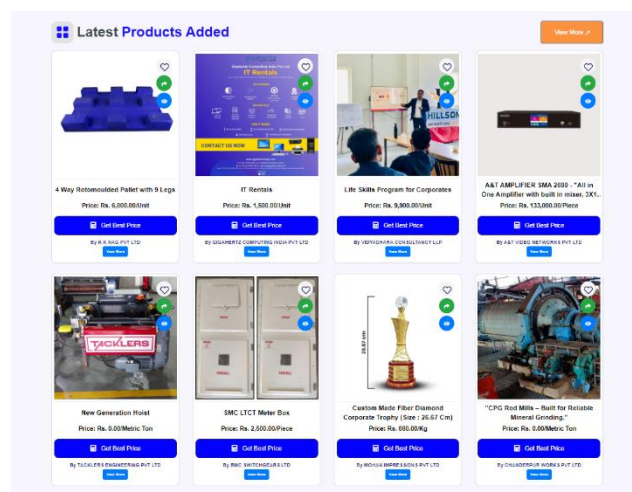 Latest Products Added
View More ↗
IT Rentals
CONTACT US NOW
HILLSON
4 Way Rotomoulded Pallet with 9 Legs
Price: Rs. 6,000.00/Unit
Get Best Price
By K K NAG PVT LTD
View More
IT Rentals
Price: Rs. 1,500.00/Unit
Get Best Price
By GIGAHERTZ COMPUTING INDIA PVT LTD
View More
Life Skills Program for Corporates
Price: Rs. 9,900.00/Unit
Get Best Price
By VIDYADHARA CONSULTANCY LLP
View More
A&T AMPLIFIER SMA 2680 - "All in
One Amplifier with built in mixer, 3X1..
Price: Rs. 133,000.00/Piece
Get Best Price
By A&T VIDEO NETWORKS PVT LTD
View More
TACKLERS
New Generation Hoist
Price: Rs. 0.00/Metric Ton
Get Best Price
By TACKLERS ENGINEERING PVT LTD
View More
SMC LTCT Meter Box
Price: Rs. 2,500.00/Piece
Get Best Price
By RMC SWITCHGEARS LTD
View More
26.67 cm
Custom Made Fiber Diamond
Corporate Trophy (Size : 26.67 Cm)
Price: Rs. 660.00/Kg
Get Best Price
By MOHAN IMPRESSIONS PVT LTD
View More
"CPG Rod Mills – Built for Reliable
Mineral Grinding."
Price: Rs. 0.00/Metric Ton
Get Best Price
By CHANDERPUR WORKS PVT LTD
View More